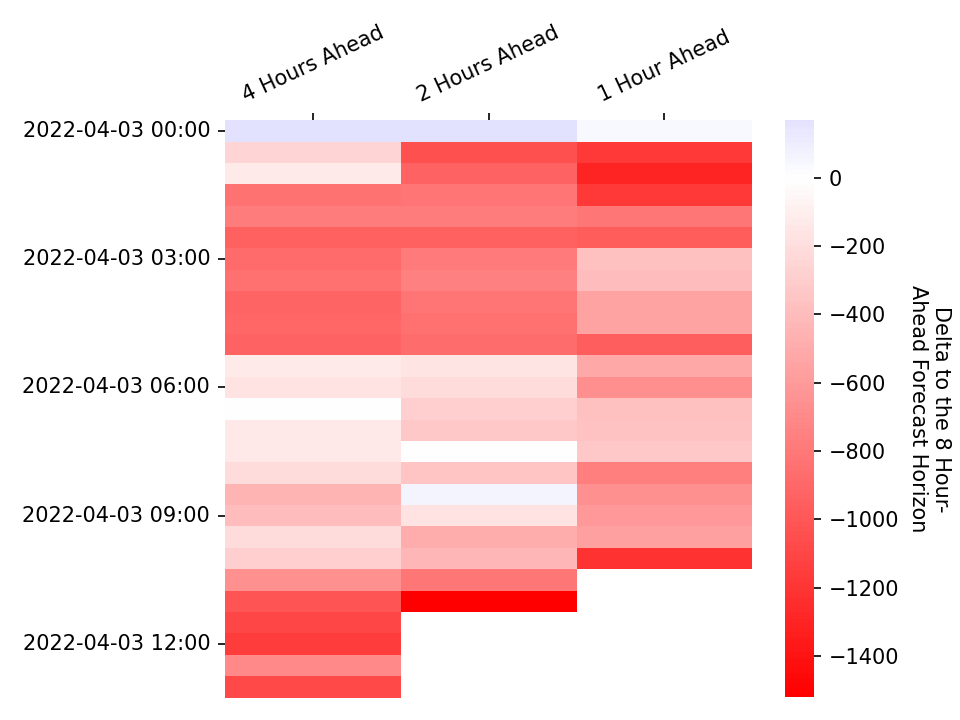 4 Hours Ahead
2 Hours Ahead
1 Hour Ahead
2022-04-03 00:00
2022-04-03 03:00
2022-04-03 06:00
2022-04-03 09:00
2022-04-03 12:00
0
−200
−400
−600
−800
−1000
−1200
−1400
Delta to the 8 Hour-
Ahead Forecast Horizon